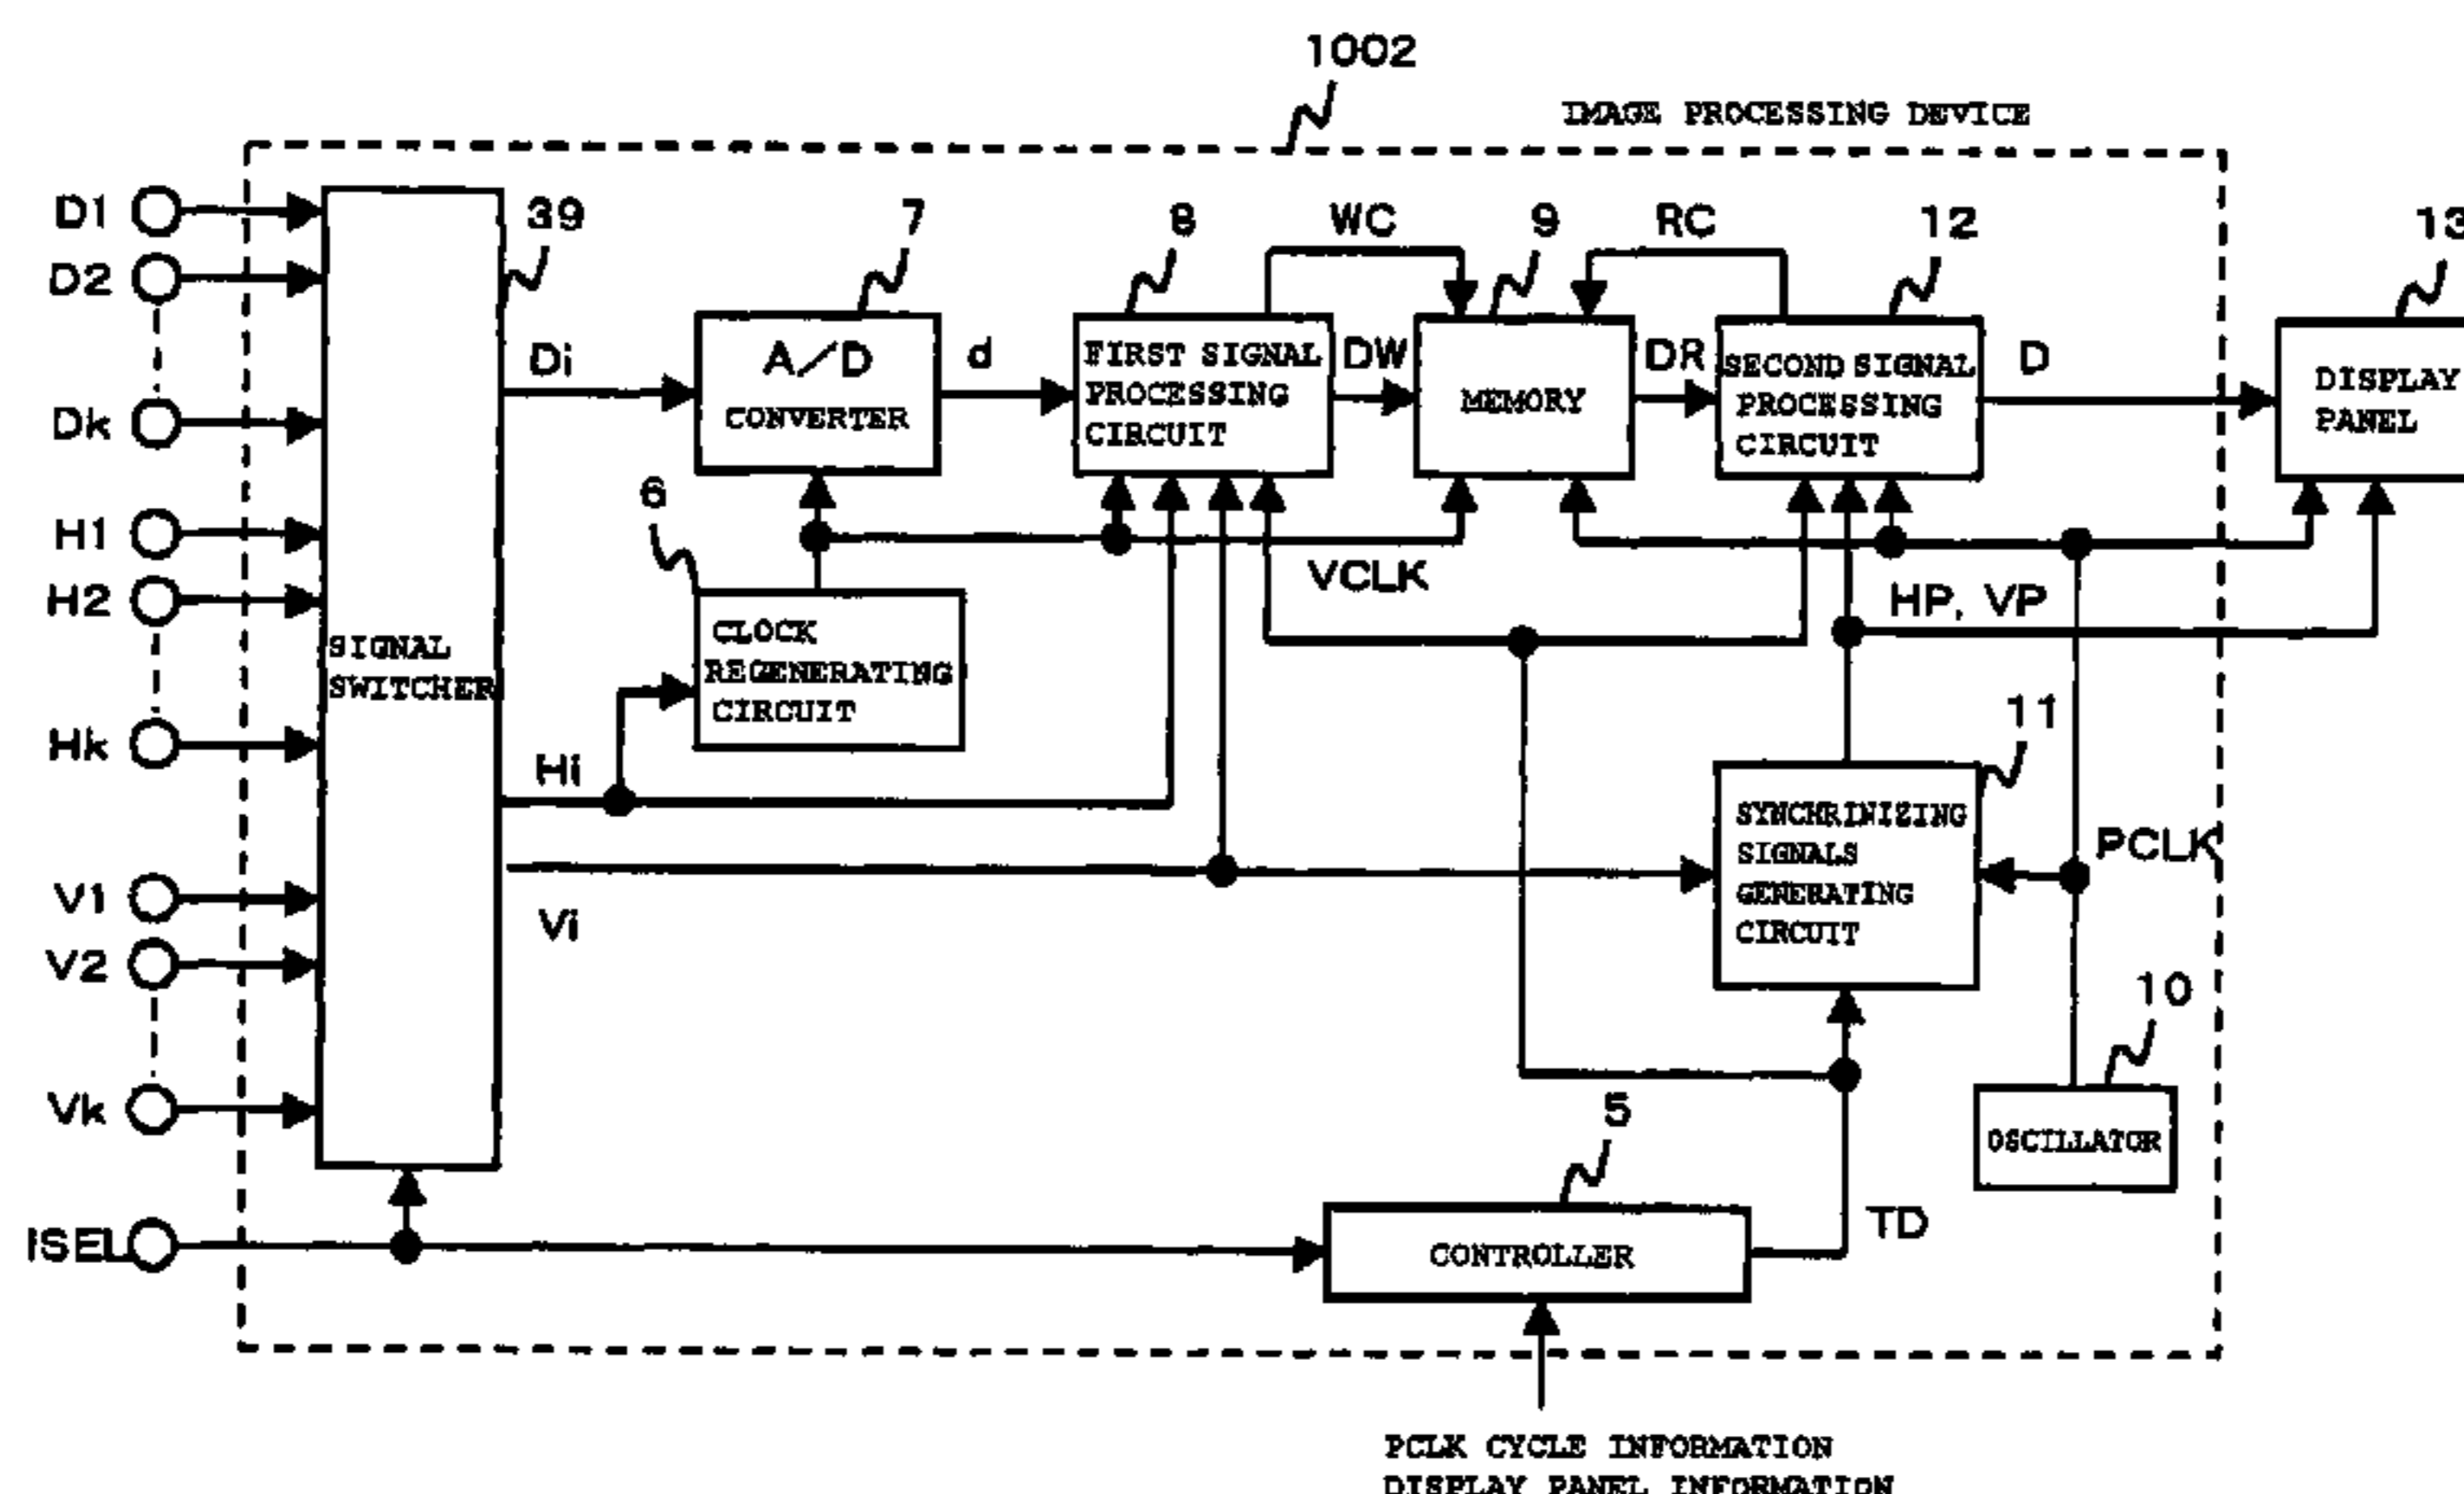 1002
IMAGE PROCESSING DEVICE
D1
D2
Dk
H1
H2
Hk
V1
V2
Vk
ISEL
39
SIGNAL
SWITCHER
Di
Hi
Vi
7
A/D
CONVERTER
d
6
CLOCK
REGENERATING
CIRCUIT
8
FIRST SIGNAL
PROCESSING
CIRCUIT
WC
DW
9
MEMORY
RC
DR
12
SECOND SIGNAL
PROCESSING
CIRCUIT
D
13
DISPLAY
PANEL
VCLK
HP, VP
11
SYNCHRINIZING
SIGNALS
GENERATING
CIRCUIT
PCLK
10
OSCILLATOR
5
CONTROLLER
TD
PCLK CYCLE INFORMATION
DISPLAY PANEL INFORMATION